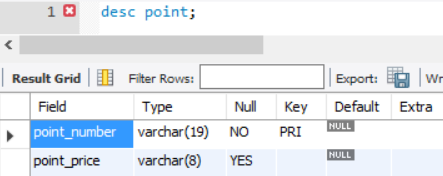 1 desc point;
Result Grid Filter Rows: Export: Wr
Field Type Null Key Default Extra
point_number varchar(19) NO PRI NULL
point_price varchar(8) YES NULL